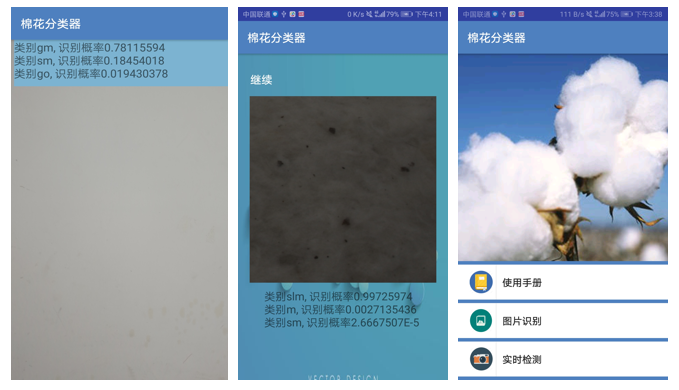 棉花分类器
类别gm, 识别概率0.78115594
类别sm, 识别概率0.18454018
类别go, 识别概率0.019430378
中国联通
0 K/s
79%
下午4:11
棉花分类器
继续
类别slm, 识别概率0.99725974
类别m, 识别概率0.0027135436
类别sm, 识别概率2.6667507E-5
VECTOR DESIGN
中国联通
111 B/s
75%
下午3:38
棉花分类器
使用手册
图片识别
实时检测